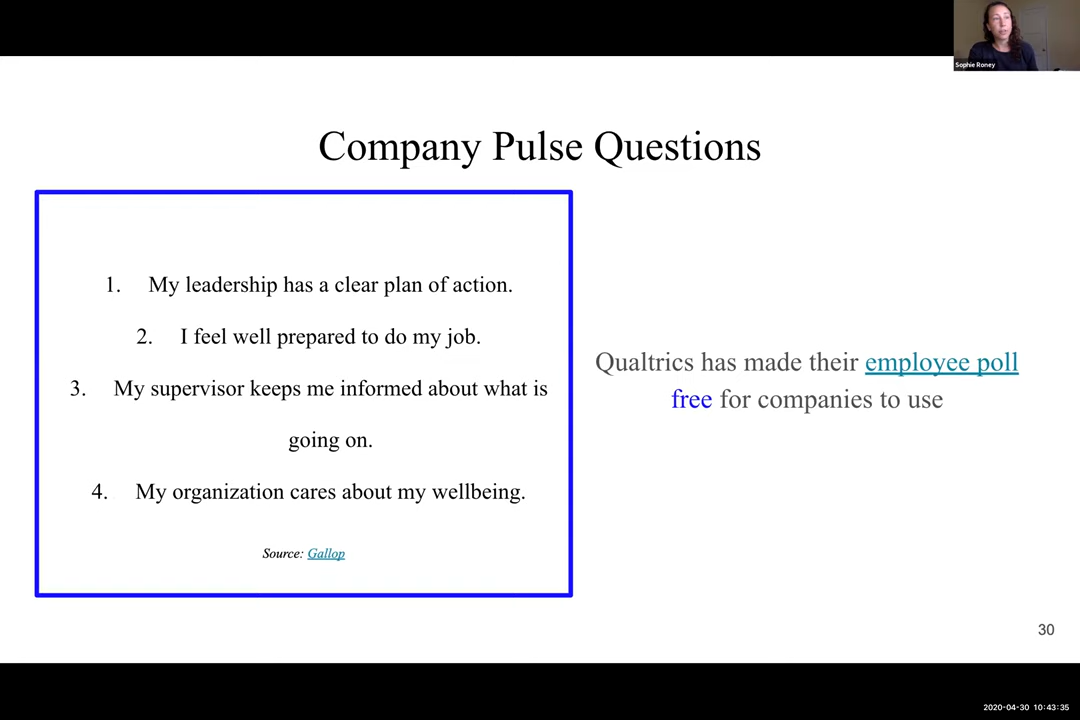 Sophie Roney
Company Pulse Questions
1. My leadership has a clear plan of action.
2. I feel well prepared to do my job.
3. My supervisor keeps me informed about what is
going on.
4. My organization cares about my wellbeing.
Source: Gallop
Qualtrics has made their employee poll
free for companies to use
30
2020-04-30 10:43:35